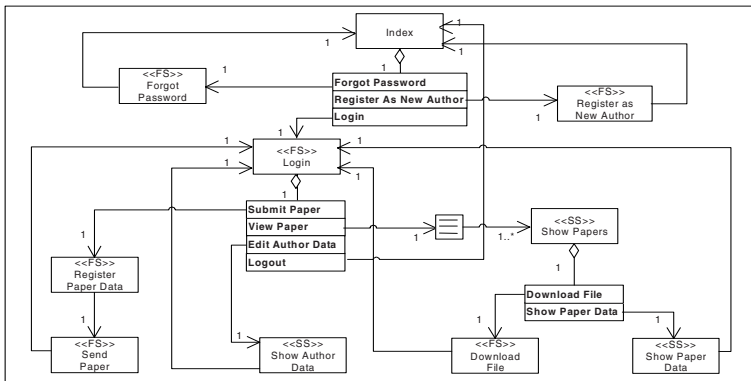 Index
1
1
1
1
1
<<FS>>
Forgot
Password
1
Forgot Password
Register As New Author
Login
<<FS>>
Register as
New Author
1
1
<<FS>>
Login
1
1
1
1
1
Submit Paper
View Paper
Edit Author Data
Logout
1
1..*
<<SS>>
Show Papers
1
1
<<FS>>
Register
Paper Data
Download File
Show Paper Data
1
1
1
1
<<FS>>
Send
Paper
<<SS>>
Show Author
Data
<<FS>>
Download
File
<<SS>>
Show Paper
Data